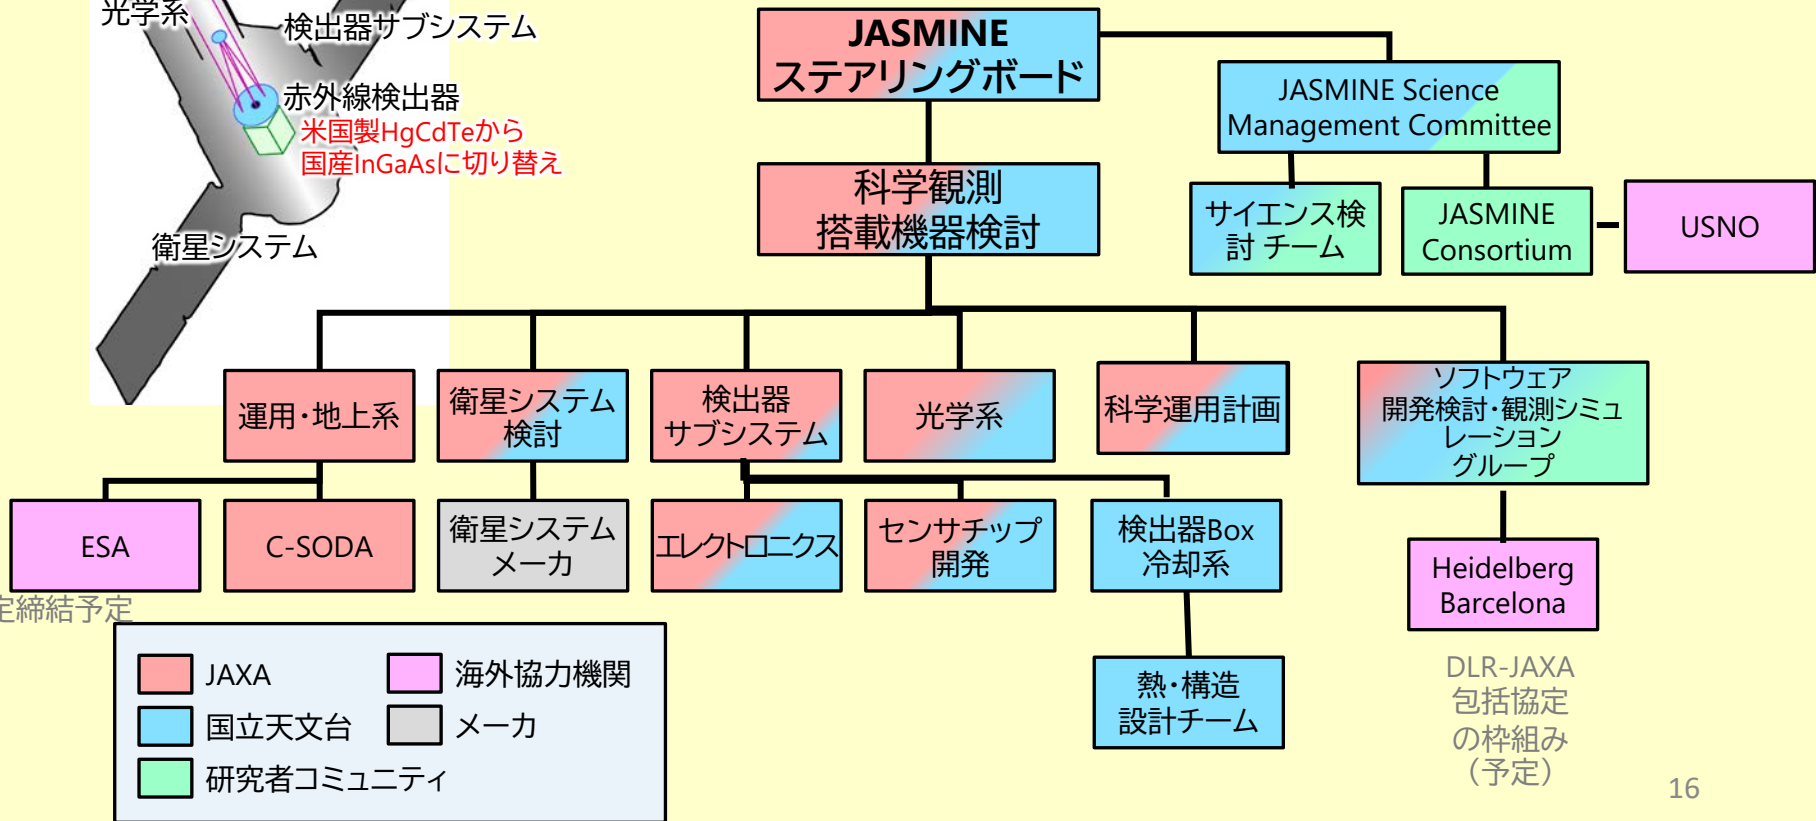 光学系
検出器サブシステム
赤外線検出器
米国製HgCdTeから
国産InGaAsに切り替え
衛星システム
JASMINE
ステアリングボード
JASMINE Science
Management Committee
科学観測
搭載機器検討
サイエンス検
討 チーム
JASMINE
Consortium
USNO
運用・地上系
衛星システム
検討
検出器
サブシステム
光学系
科学運用計画
ソフトウェア
開発検討・観測シミュ
レーション
グループ
ESA
C-SODA
衛星システム
メーカ
エレクトロニクス
センサチップ
開発
検出器Box
冷却系
Heidelberg
Barcelona
定締結予定
熱・構造
設計チーム
DLR-JAXA
包括協定
の枠組み
（予定）
JAXA
海外協力機関
国立天文台
メーカ
研究者コミュニティ
16